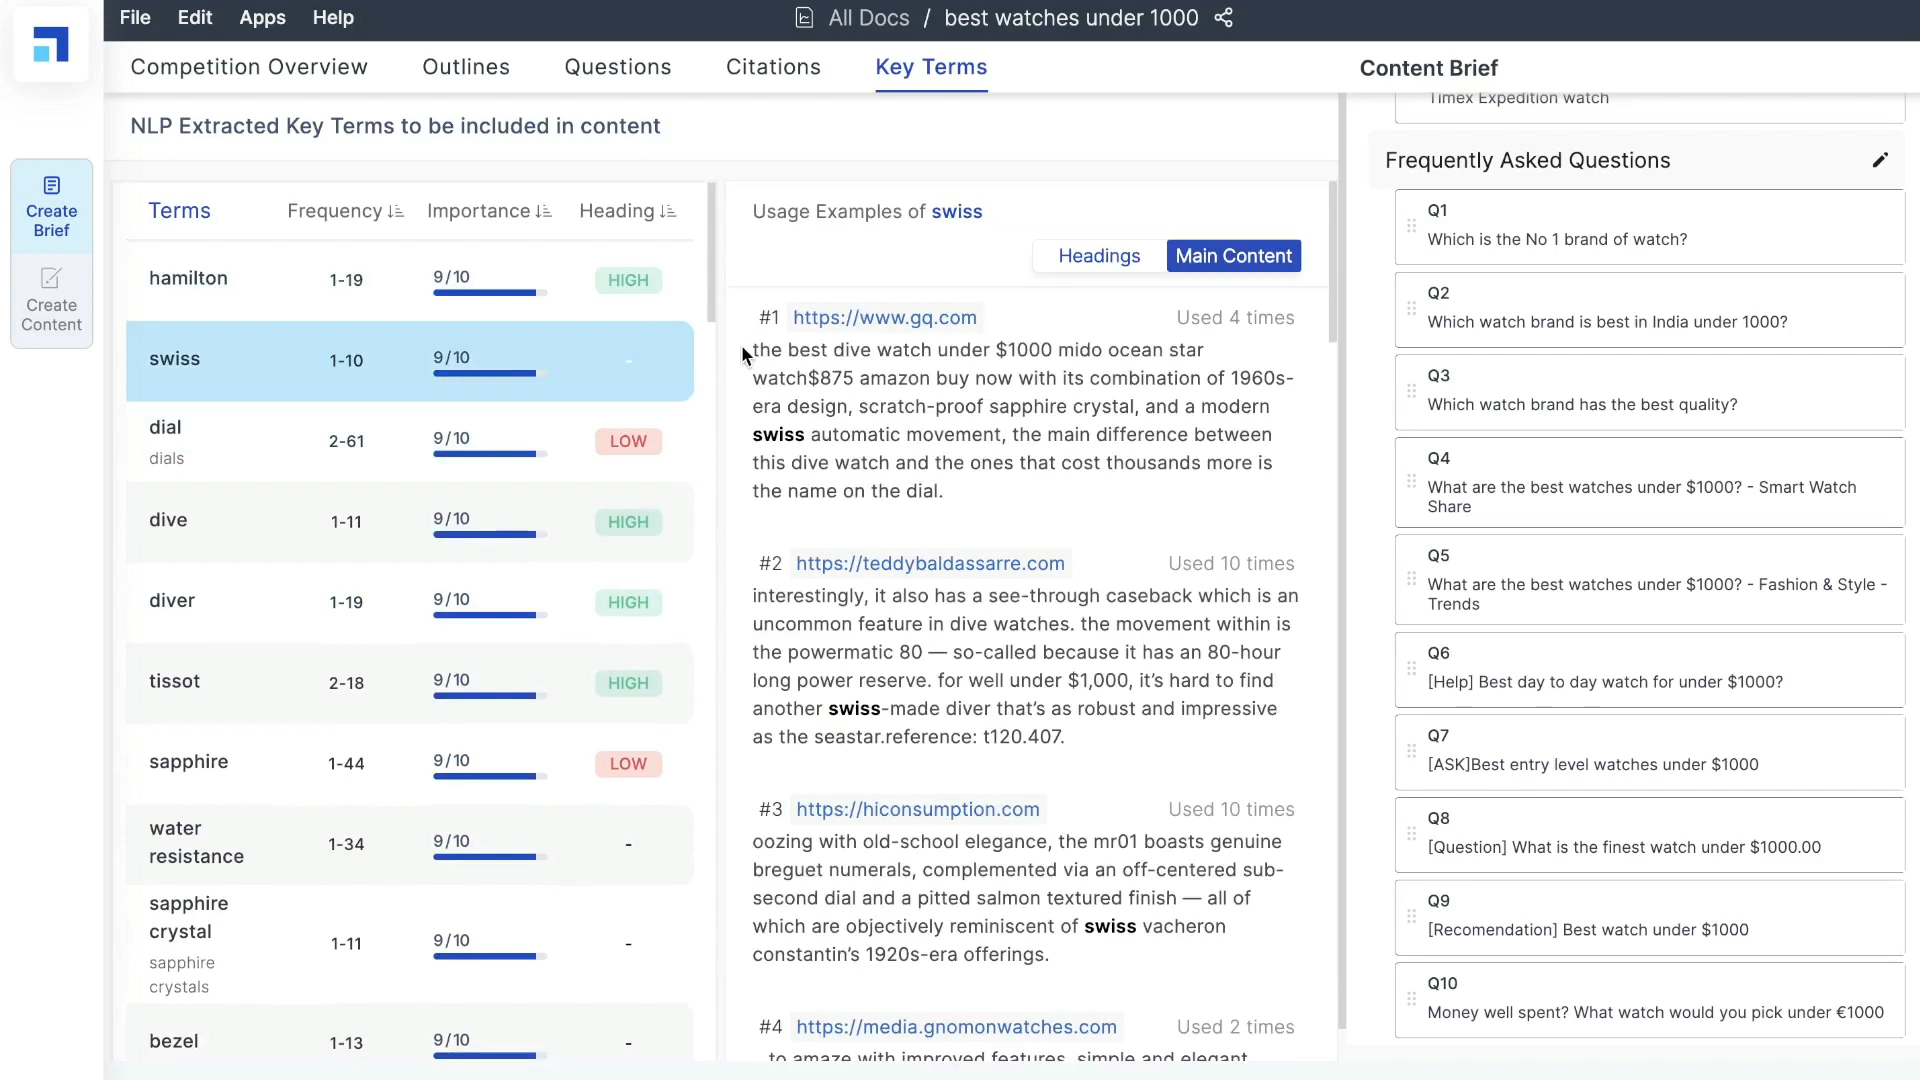 File Edit Apps Help
All Docs / best watches under 1000
Competition Overview Outlines Questions Citations Key Terms
Content Brief
NLP Extracted Key Terms to be included in content
Create
Brief
Create
Content
Terms Frequency Importance Heading
hamilton 1-19 9/10 HIGH
swiss 1-10 9/10 -
dial 2-61 9/10 LOW
dials
dive 1-11 9/10 HIGH
diver 1-19 9/10 HIGH
tissot 2-18 9/10 HIGH
sapphire 1-44 9/10 LOW
water
resistance 1-34 9/10 -
sapphire
crystal 1-11 9/10 -
sapphire
crystals
bezel 1-13 9/10 -
Usage Examples of swiss
Headings Main Content
#1 https://www.gq.com Used 4 times
the best dive watch under $1000 mido ocean star
watch$875 amazon buy now with its combination of 1960s-
era design, scratch-proof sapphire crystal, and a modern
swiss automatic movement, the main difference between
this dive watch and the ones that cost thousands more is
the name on the dial.
#2 https://teddybaldassarre.com Used 10 times
interestingly, it also has a see-through caseback which is an
uncommon feature in dive watches. the movement within is
the powermatic 80 — so-called because it has an 80-hour
long power reserve. for well under $1,000, it’s hard to find
another swiss-made diver that’s as robust and impressive
as the seastar.reference: t120.407.
#3 https://hiconsumption.com Used 10 times
oozing with old-school elegance, the mr01 boasts genuine
breguet numerals, complemented via an off-centered sub-
second dial and a pitted salmon textured finish — all of
which are objectively reminiscent of swiss vacheron
constantin’s 1920s-era offerings.
#4 https://media.gnomonwatches.com Used 2 times
to amaze with improved features, simple and elegant
Timex Expedition watch
Frequently Asked Questions
Q1
Which is the No 1 brand of watch?
Q2
Which watch brand is best in India under 1000?
Q3
Which watch brand has the best quality?
Q4
What are the best watches under $1000? - Smart Watch
Share
Q5
What are the best watches under $1000? - Fashion & Style -
Trends
Q6
[Help] Best day to day watch for under $1000?
Q7
[ASK]Best entry level watches under $1000
Q8
[Question] What is the finest watch under $1000.00
Q9
[Recomendation] Best watch under $1000
Q10
Money well spent? What watch would you pick under €1000